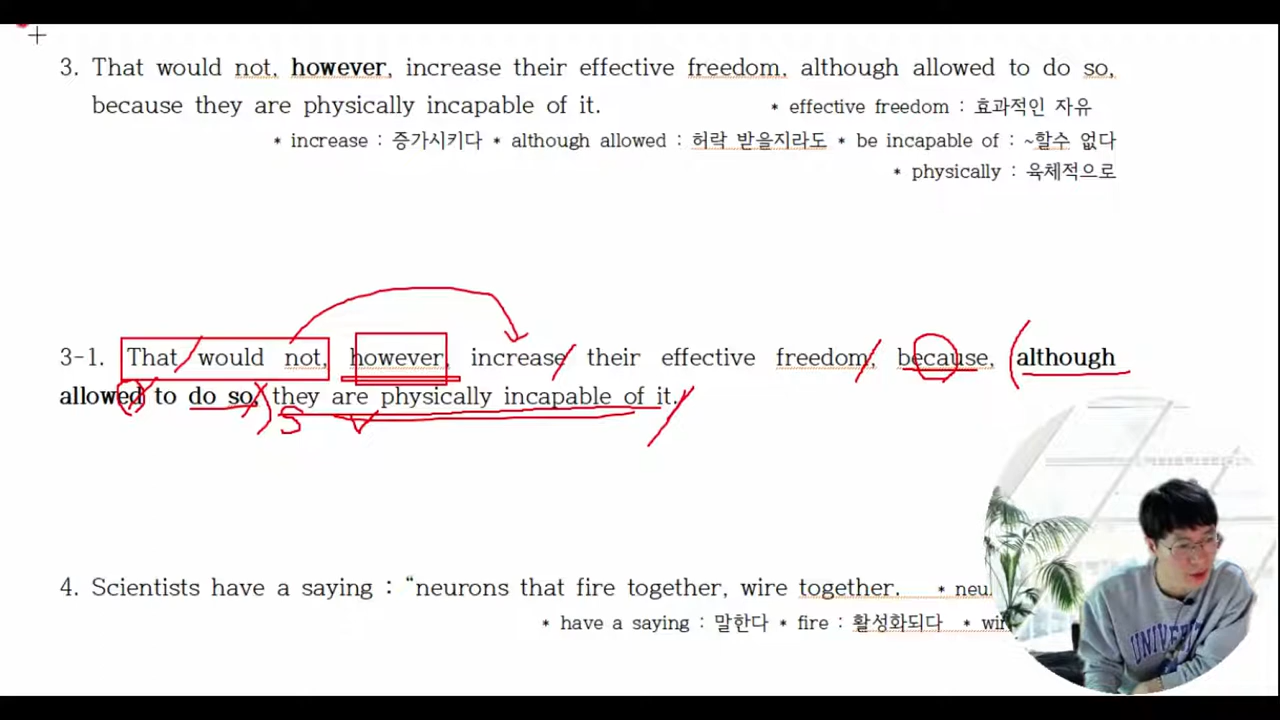 3. That would not, however, increase their effective freedom, although allowed to do so,
because they are physically incapable of it.
* effective freedom : 효과적인 자유
* increase : 증가시키다 * although allowed : 허락 받을지라도 * be incapable of : ~할수 없다
* physically : 육체적으로
3-1. That would not, however, increase their effective freedom, because, although
allowed to do so, they are physically incapable of it.
S V
4. Scientists have a saying : “neurons that fire together, wire together.
* have a saying : 말한다 * fire : 활성화되다 *
UNIVERSI